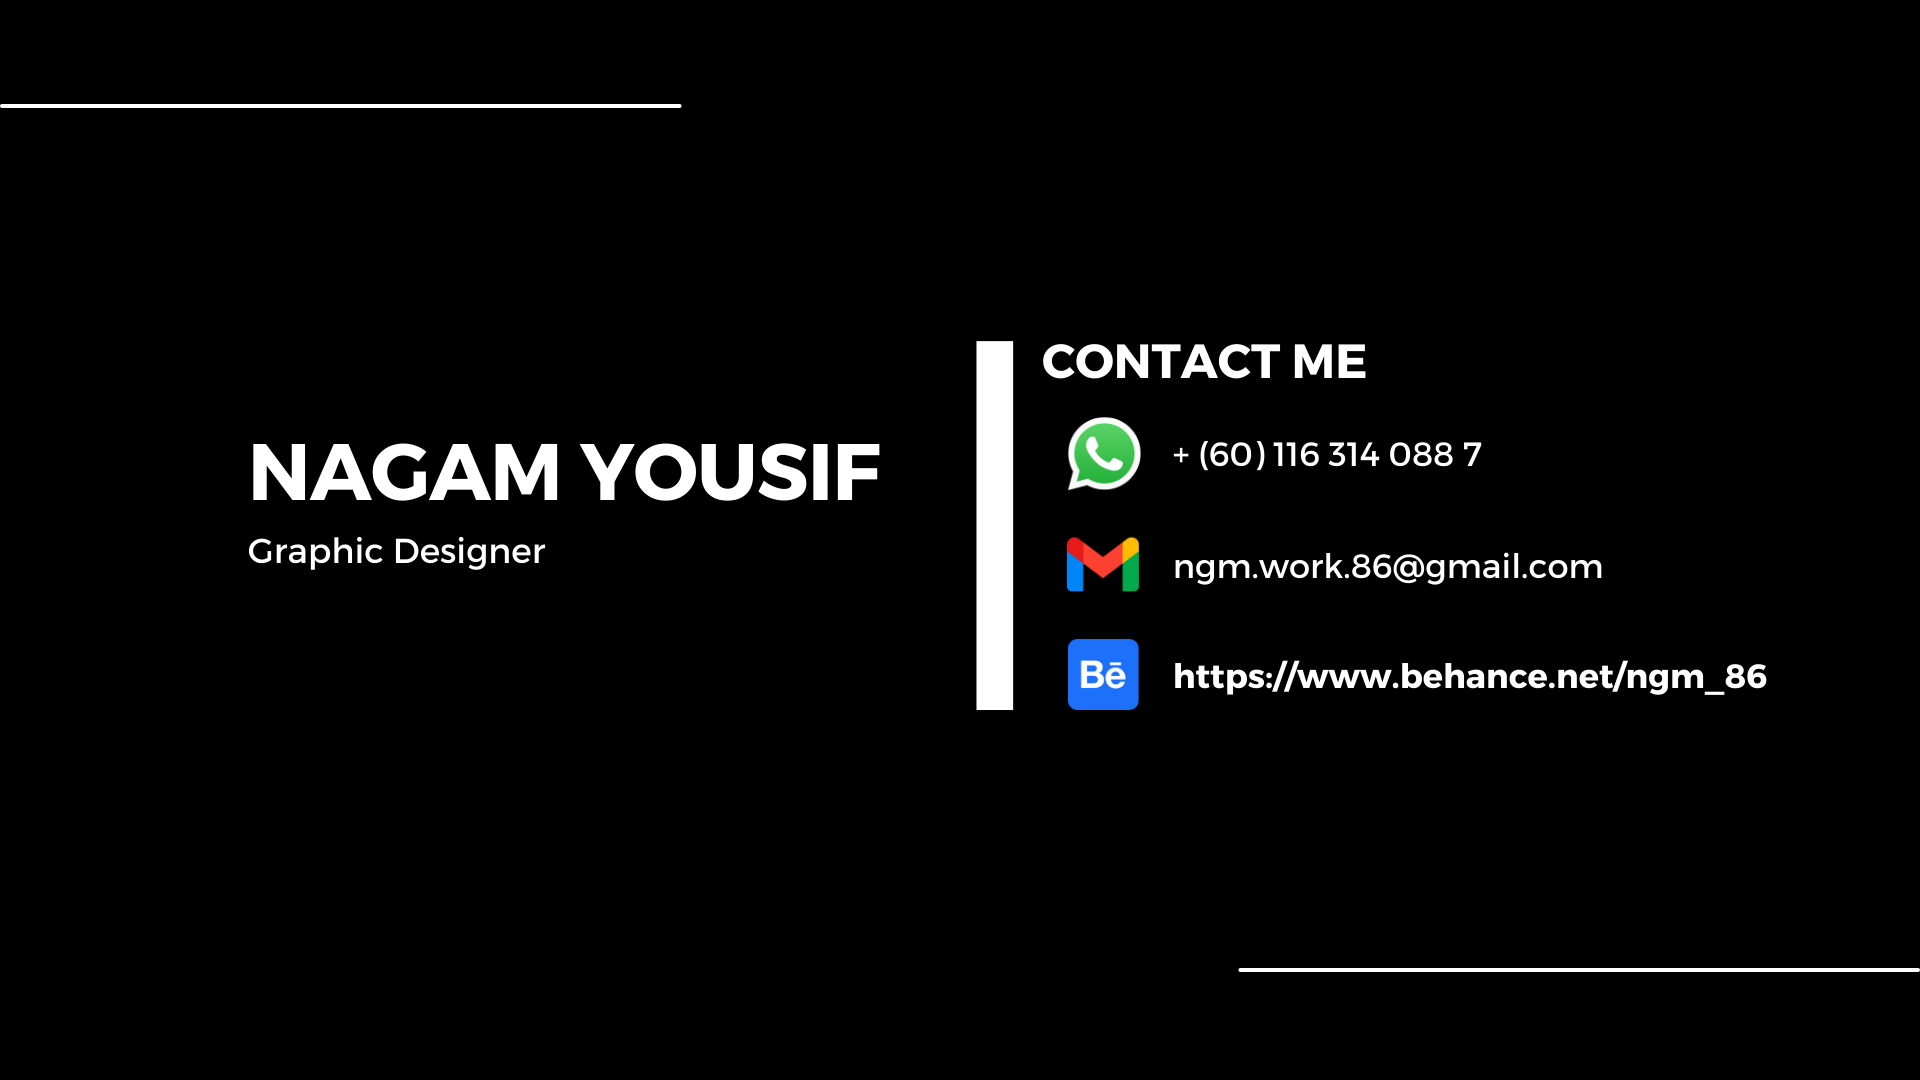 NAGAM YOUSIF
Graphic Designer
CONTACT ME
+ (60) 116 314 088 7
ngm.work.86@gmail.com
Bē https://www.behance.net/ngm_86